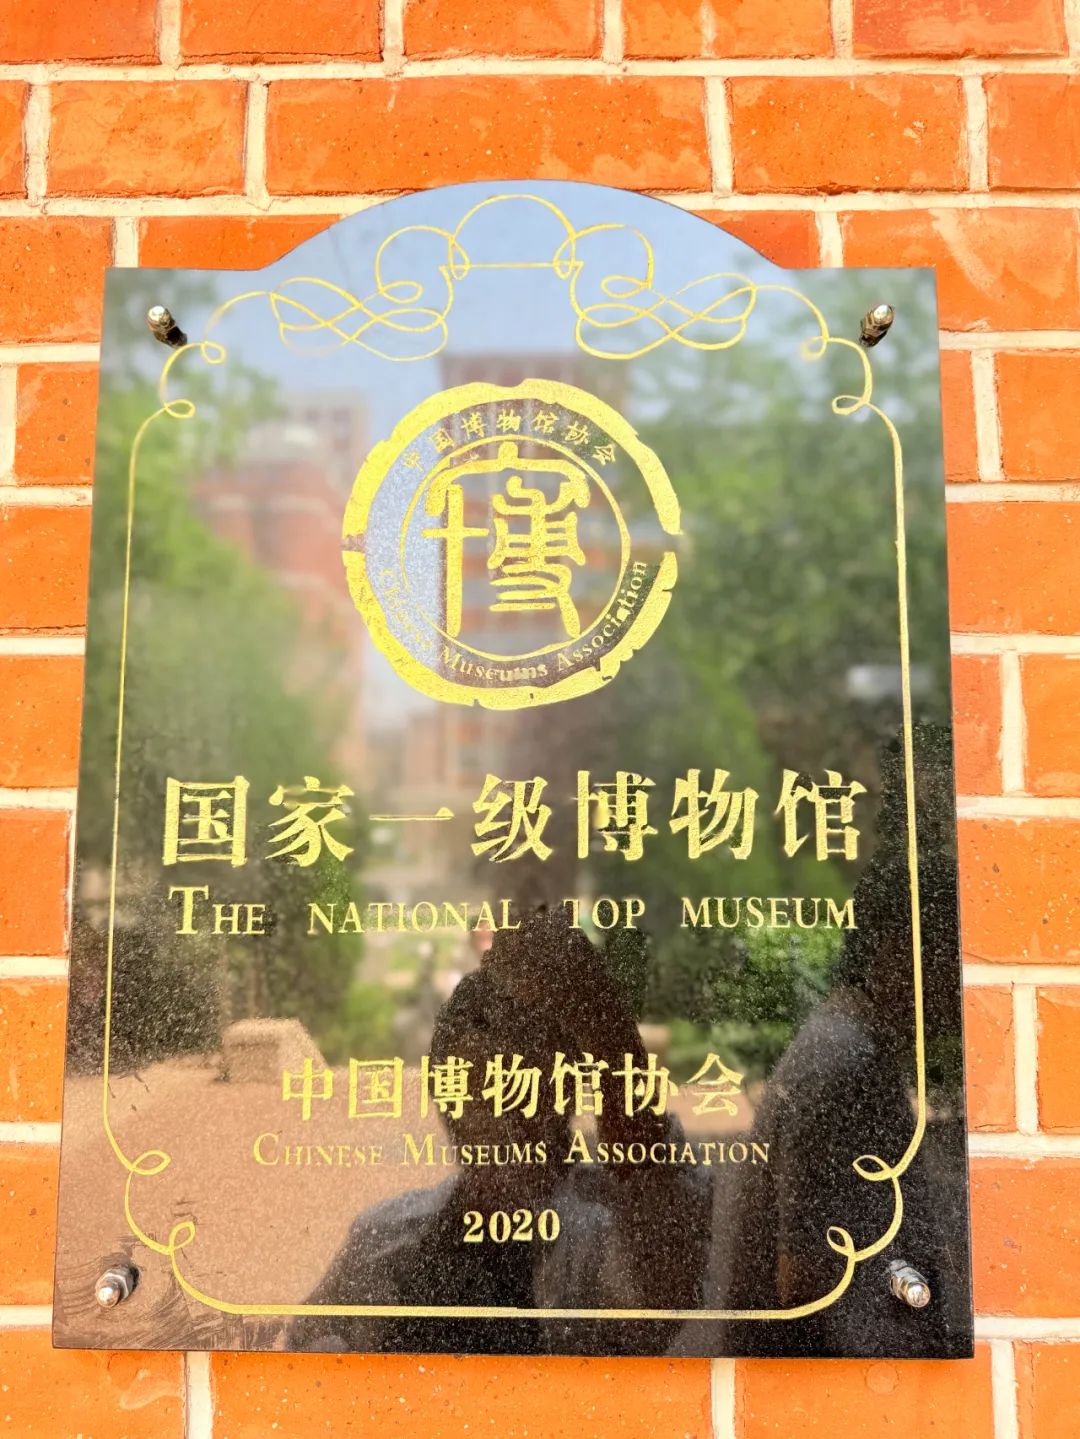 中国博物馆协会
博
Chinese Museums Association
国家一级博物馆
THE NATIONAL TOP MUSEUM
中国博物馆协会
CHINESE MUSEUMS ASSOCIATION
2020